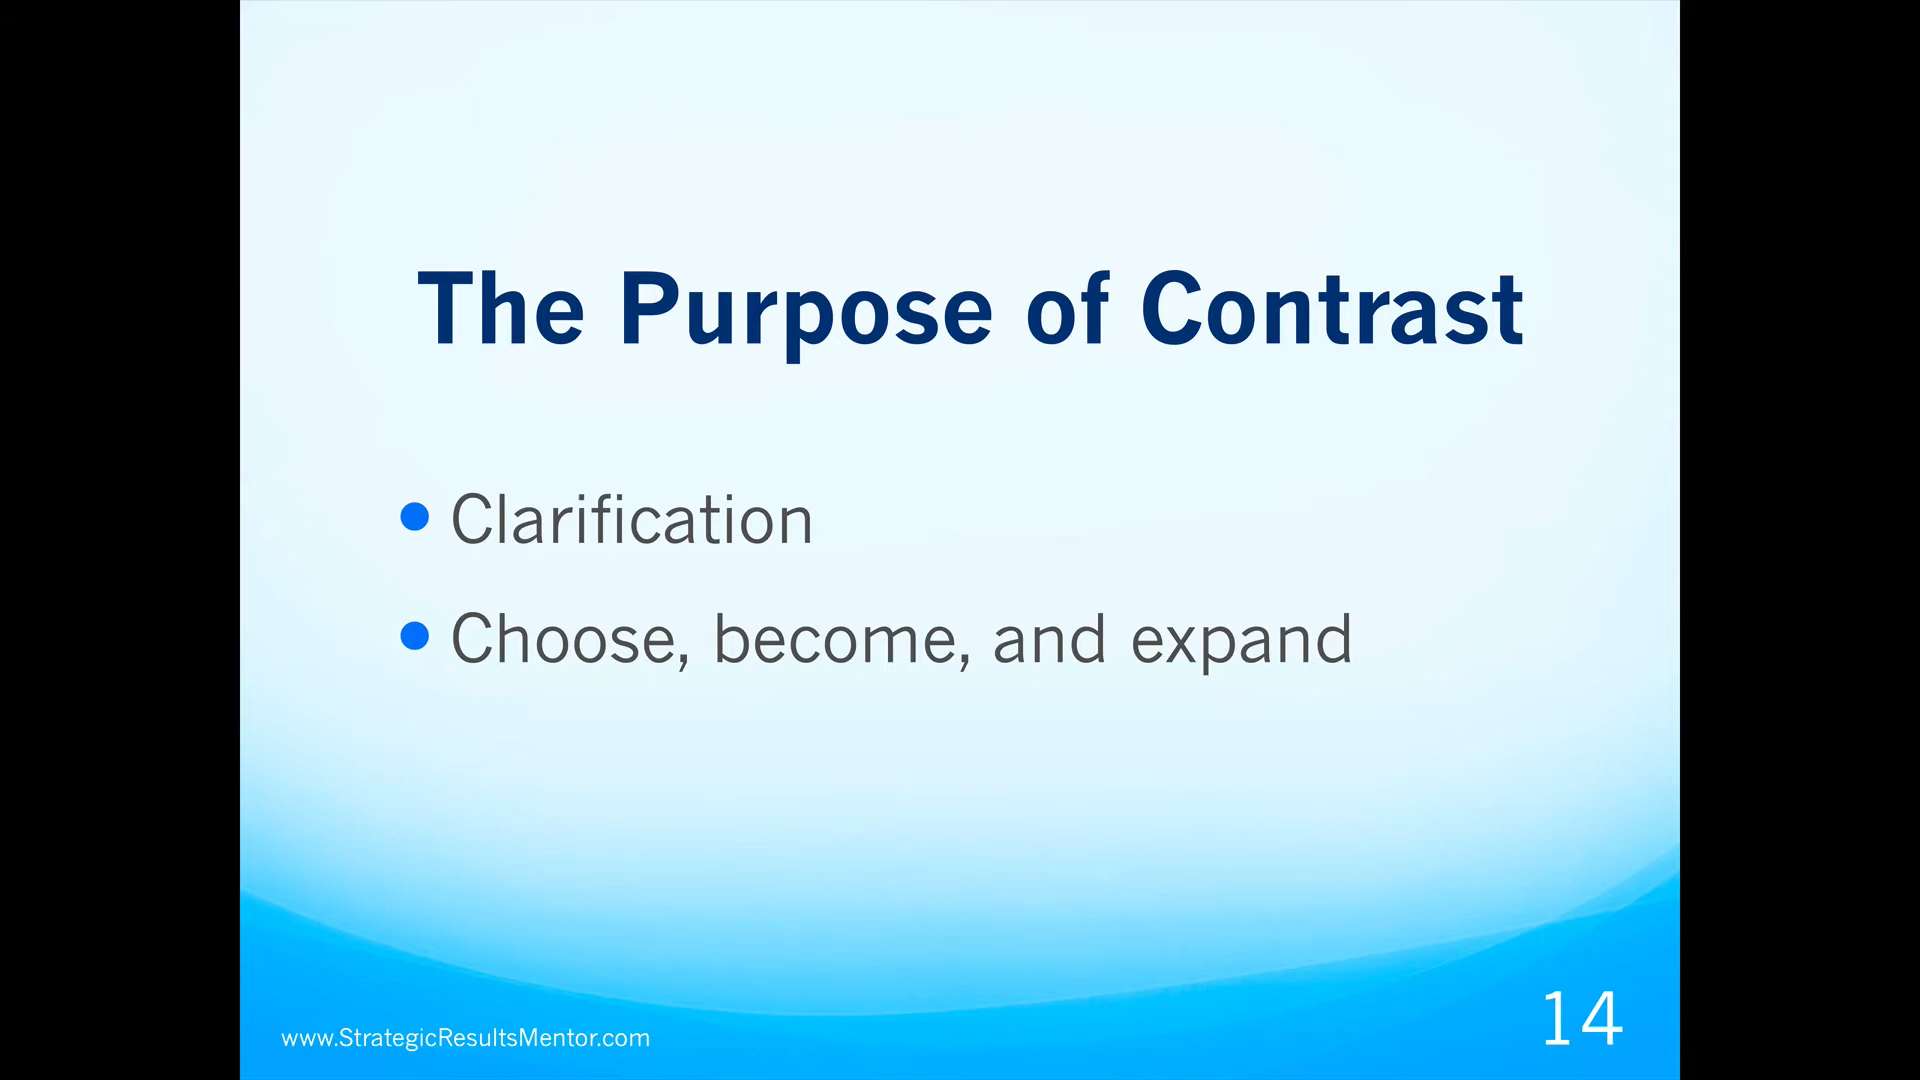 The Purpose of Contrast
• Clarification
• Choose, become, and expand
www.StrategicResultsMentor.com
14